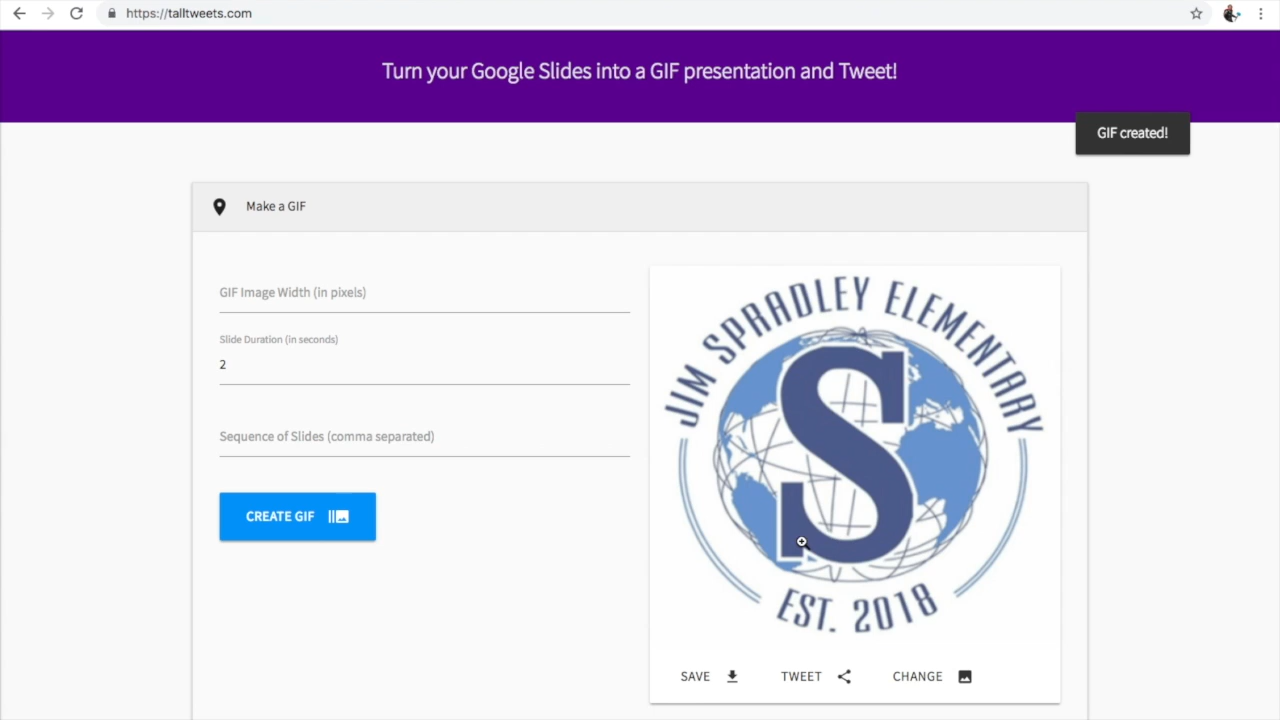 https://talltweets.com
Turn your Google Slides into a GIF presentation and Tweet!
GIF created!
Make a GIF
GIF Image Width (in pixels)
Slide Duration (in seconds)
2
Sequence of Slides (comma separated)
CREATE GIF
JIM SPRADLEY ELEMENTARY
S
EST. 2018
SAVE
TWEET
CHANGE